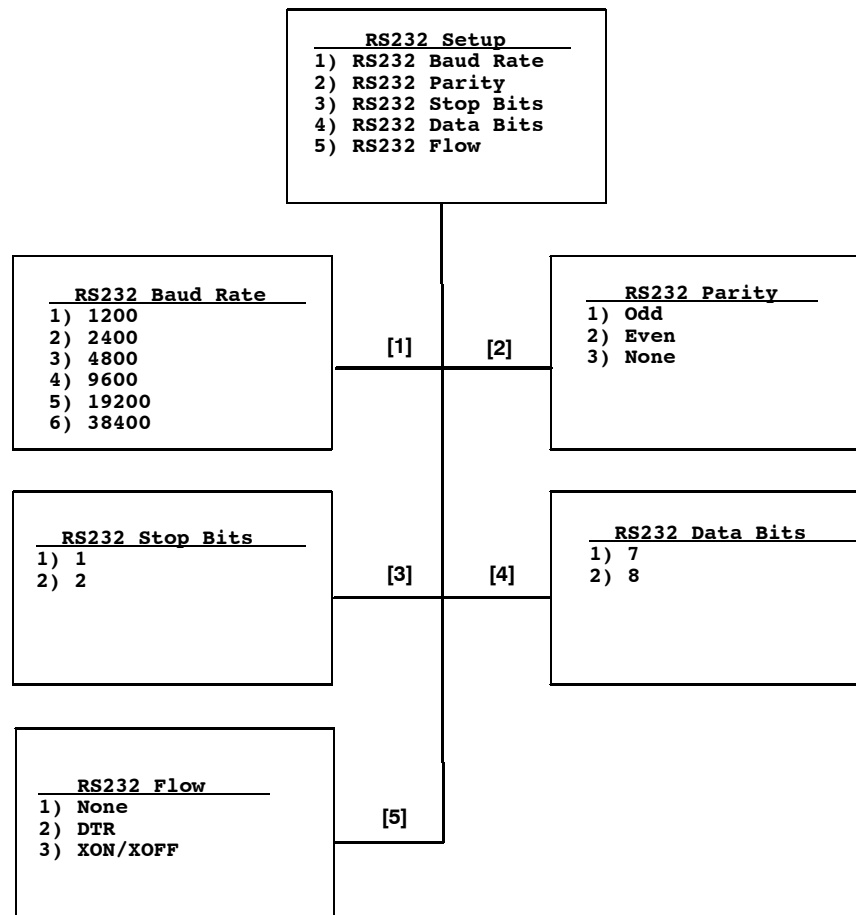 RS232 Setup
1) RS232 Baud Rate
2) RS232 Parity
3) RS232 Stop Bits
4) RS232 Data Bits
5) RS232 Flow
RS232 Baud Rate
1) 1200
2) 2400
3) 4800
4) 9600
5) 19200
6) 38400
[1]
[2]
RS232 Parity
1) Odd
2) Even
3) None
RS232 Stop Bits
1) 1
2) 2
[3]
[4]
RS232 Data Bits
1) 7
2) 8
RS232 Flow
1) None
2) DTR
3) XON/XOFF
[5]